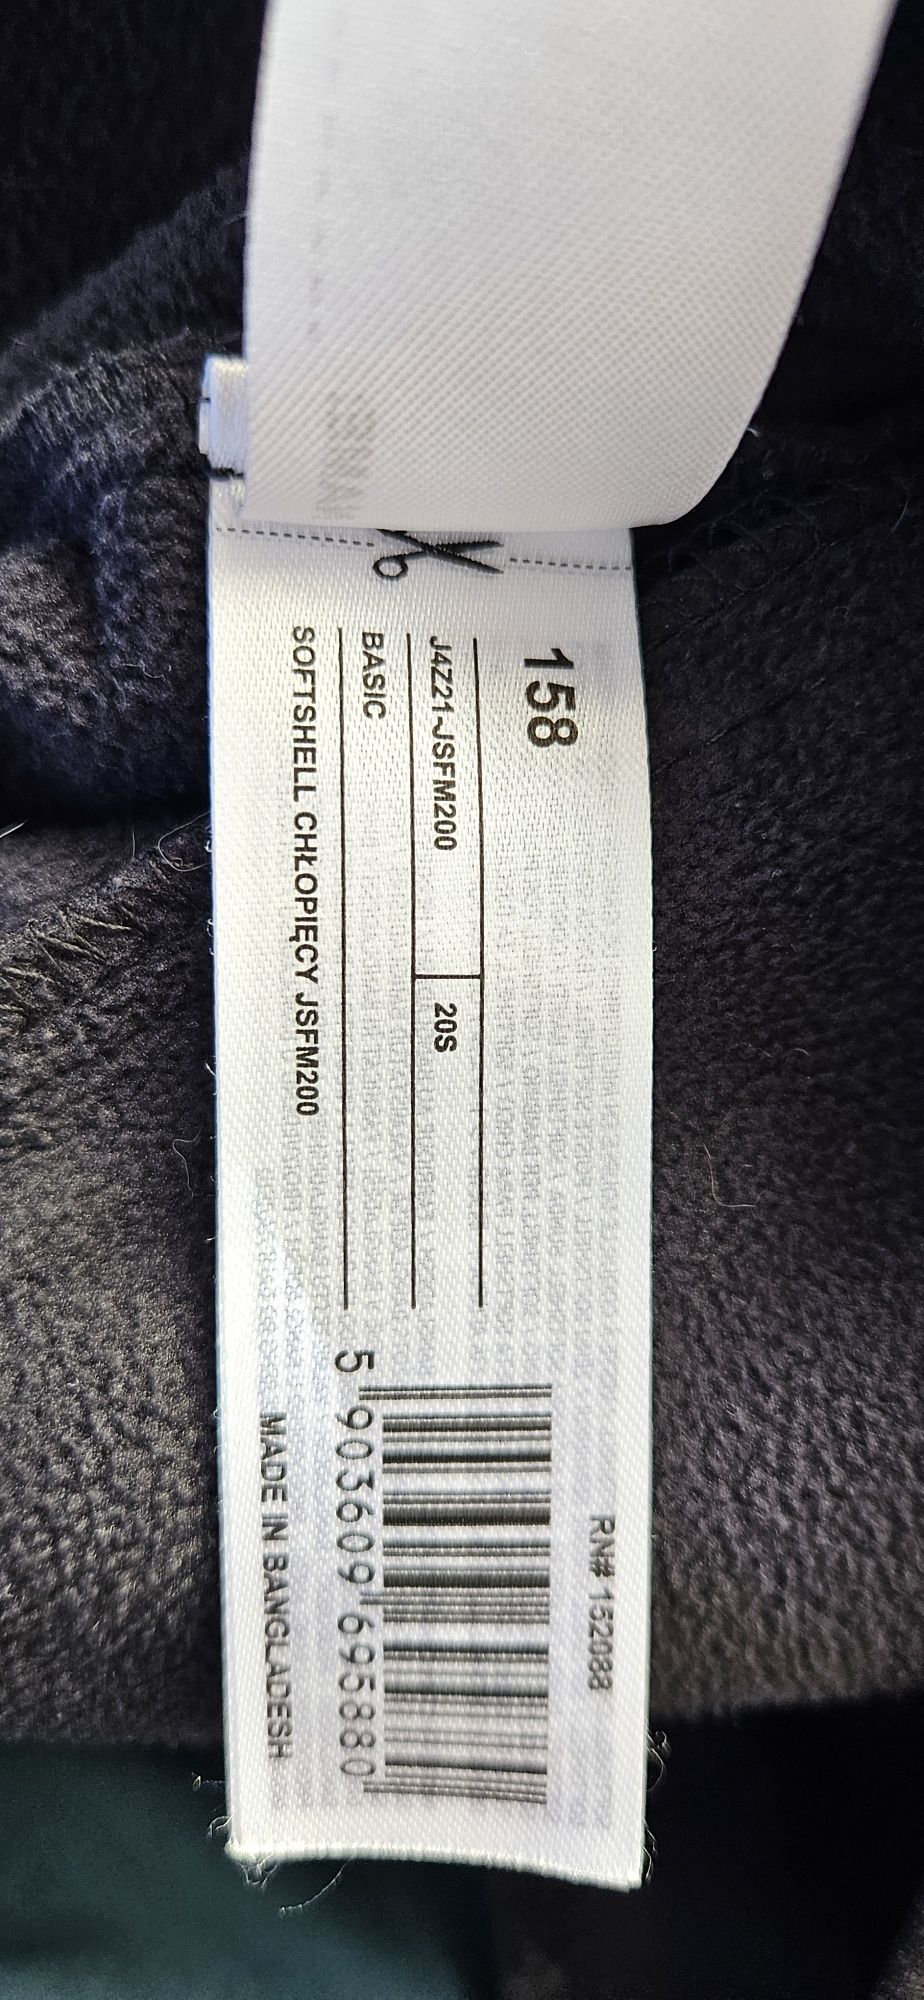 158
J4Z21-JSFM200 20S
BASIC
SOFTSHELL CHŁOPIĘCY JSFM200
RN# 152088
5 903609 695880
MADE IN BANGLADESH